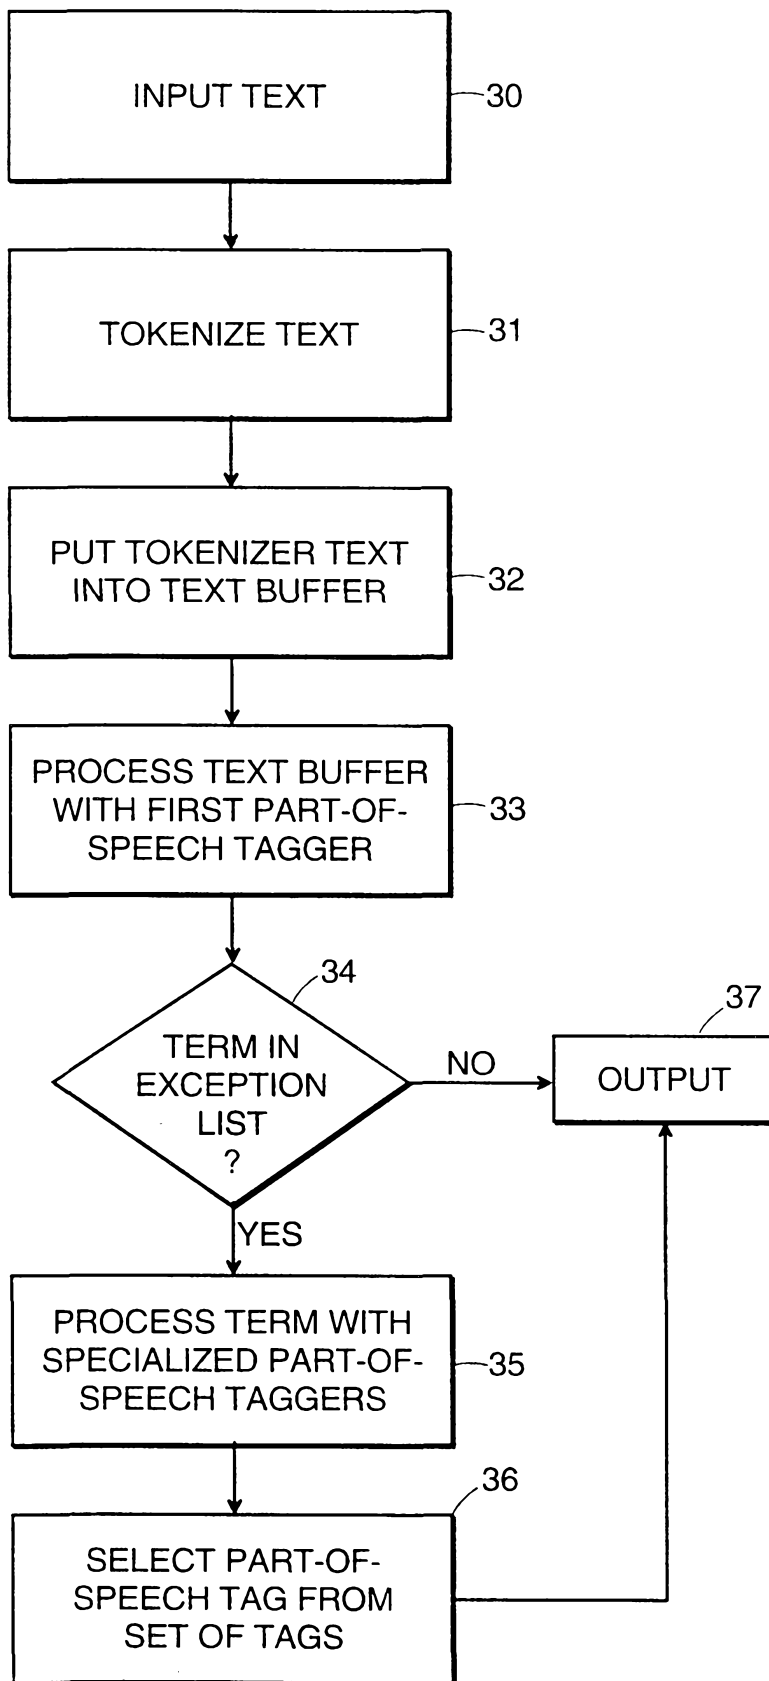 INPUT TEXT
30
TOKENIZE TEXT
31
PUT TOKENIZER TEXT
INTO TEXT BUFFER
32
PROCESS TEXT BUFFER
WITH FIRST PART-OF-
SPEECH TAGGER
33
34
TERM IN
EXCEPTION
LIST
?
NO
37
OUTPUT
YES
PROCESS TERM WITH
SPECIALIZED PART-OF-
SPEECH TAGGERS
35
36
SELECT PART-OF-
SPEECH TAG FROM
SET OF TAGS